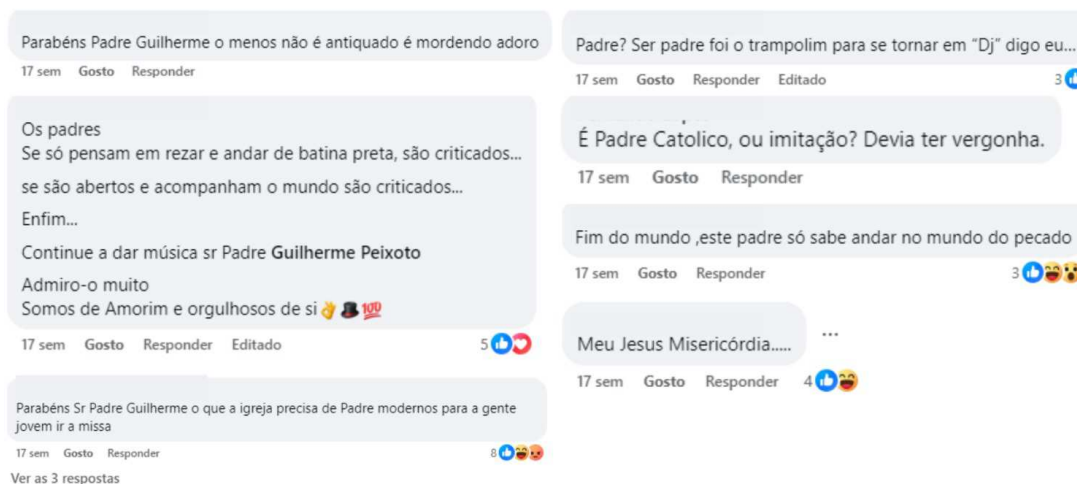 Parabéns Padre Guilherme o menos não é antiquado é mordendo adoro
17 sem Gosto Responder
Os padres
Se só pensam em rezar e andar de batina preta, são criticados...
se são abertos e acompanham o mundo são criticados...
Enfim...
Continue a dar música sr Padre Guilherme Peixoto
Admiro-o muito
Somos de Amorim e orgulhosos de si👌🎩💯
17 sem Gosto Responder Editado 5
Parabéns Sr Padre Guilherme o que a igreja precisa de Padre modernos para a gente
jovem ir a missa
17 sem Gosto Responder 8
Ver as 3 respostas
Padre? Ser padre foi o trampolim para se tornar em “Dj” digo eu...
17 sem Gosto Responder Editado 3
É Padre Catolico, ou imitação? Devia ter vergonha.
17 sem Gosto Responder
Fim do mundo ,este padre só sabe andar no mundo do pecado
17 sem Gosto Responder 3
Meu Jesus Misericórdia..... ...
17 sem Gosto Responder 4